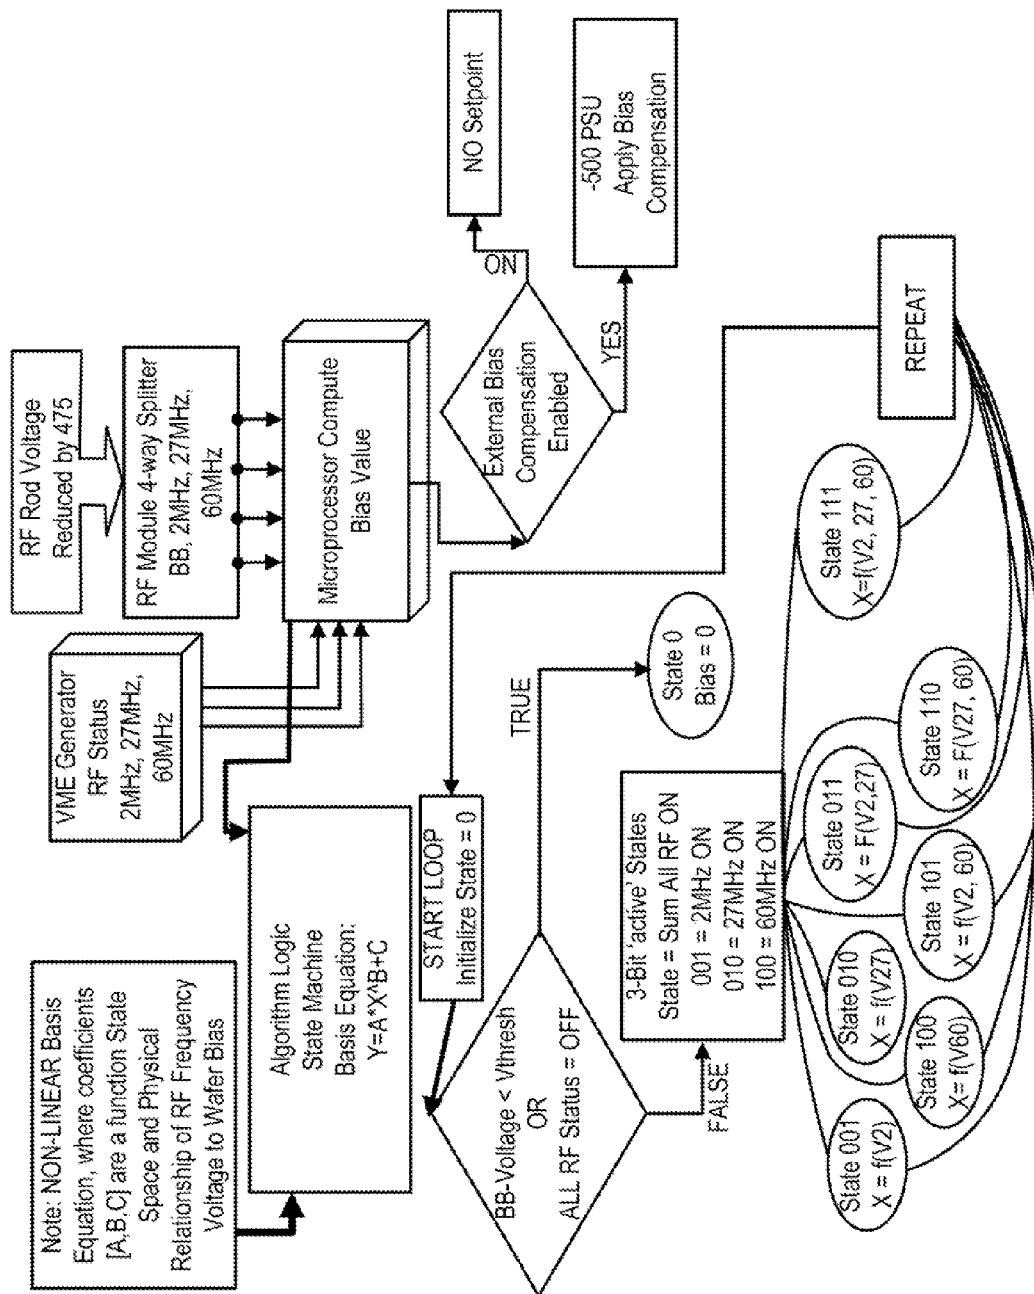 Note: NON-LINEAR Basis
Equation, where coefficients
[A,B,C] are a function State
Space and Physical
Relationship of RF Frequency
Voltage to Wafer Bias
VME Generator
RF Status
2MHz, 27MHz,
60MHz
RF Rod Voltage
Reduced by 475
RF Module 4-way Splitter
BB, 2MHz, 27MHz,
60MHz
Algorithm Logic
State Machine
Basis Equation:
Y=A*X^B+C
Microprocessor Compute
Bias Value
START LOOP
Initialize State = 0
External Bias
Compensation
Enabled
ON
NO Setpoint
YES
-500 PSU
Apply Bias
Compensation
BB-Voltage < Vthresh
OR
ALL RF Status = OFF
TRUE
State 0
Bias = 0
FALSE
3-Bit 'active' States
State = Sum All RF ON
001 = 2MHz ON
010 = 27MHz ON
100 = 60MHz ON
State 001
X = f(V2)
State 010
X = f(V27)
State 100
X= f(V60)
State 011
X = F(V2,27)
State 101
X = f(V2, 60)
State 110
X = F(V27, 60)
State 111
X=f(V2, 27, 60)
REPEAT